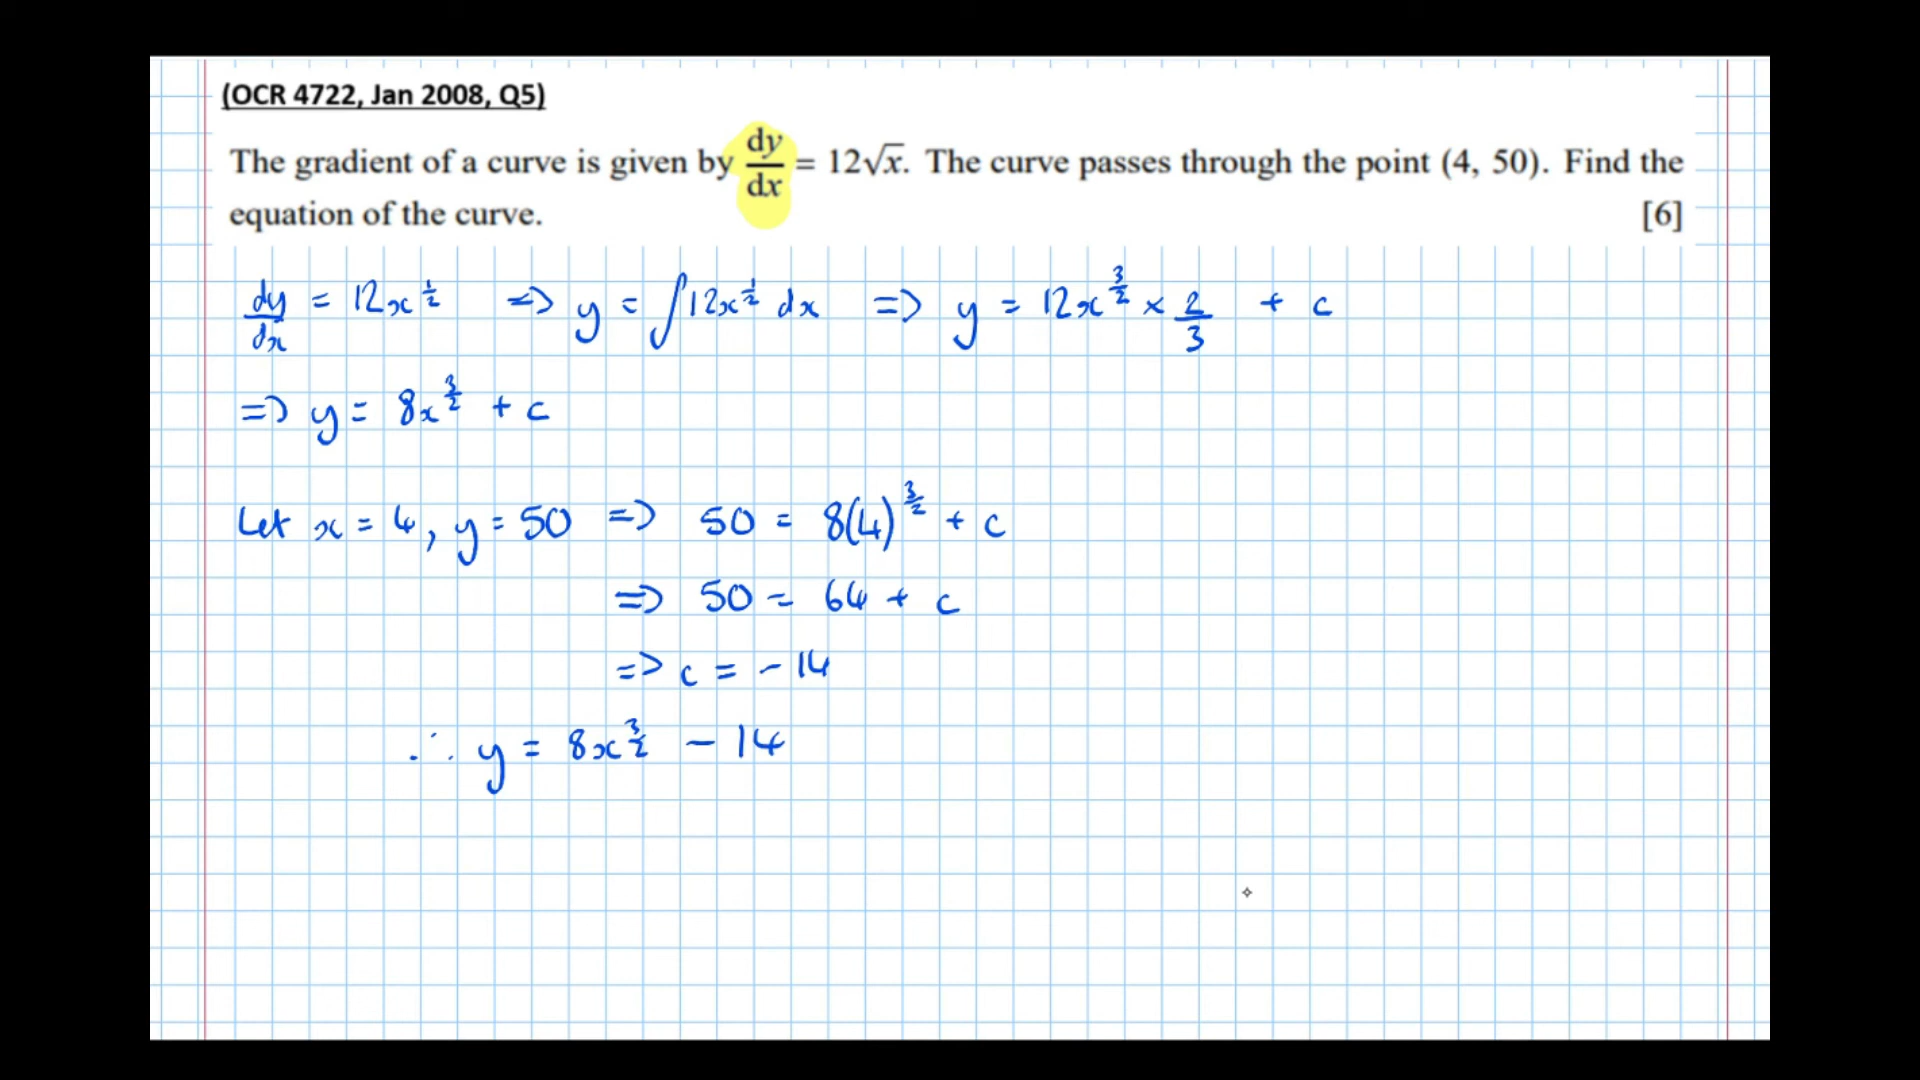 (OCR 4722, Jan 2008, Q5)
The gradient of a curve is given by dy/dx = 12√x. The curve passes through the point (4, 50). Find the
equation of the curve. [6]
dy/dx = 12x^(1/2) => y = ∫12x^(1/2) dx => y = 12x^(3/2) × 2/3 + c
=> y = 8x^(3/2) + c
Let x = 4, y = 50 => 50 = 8(4)^(3/2) + c
=> 50 = 64 + c
=> c = -14
∴ y = 8x^(3/2) - 14